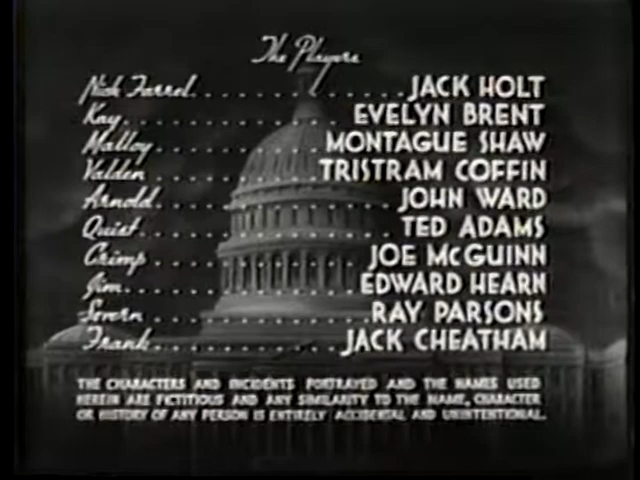 The Players
Nick Farrel. . . . . . . . . . . . . JACK HOLT
Kay. . . . . . . . . . . . . EVELYN BRENT
Malloy. . . . . . . . . . MONTAGUE SHAW
Valden. . . . . . . . . . TRISTRAM COFFIN
Arnold. . . . . . . . . . . . . . JOHN WARD
Quist. . . . . . . . . . . . . . . TED ADAMS
Crimp. . . . . . . . . . . . . JOE McGUINN
Jim. . . . . . . . . . . . . EDWARD HEARN
Severn. . . . . . . . . . . . . RAY PARSONS
Frank. . . . . . . . . . . JACK CHEATHAM
THE CHARACTERS AND INCIDENTS PORTRAYED AND THE NAMES USED
HEREIN ARE FICTITIOUS AND ANY SIMILARITY TO THE NAME, CHARACTER
OR HISTORY OF ANY PERSON IS ENTIRELY ACCIDENTAL AND UNINTENTIONAL.